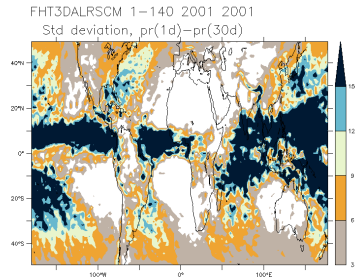 FHT3DALRSCM 1-140 2001 2001
Std deviation, pr(1d)-pr(30d)
40°N
20°N
0°
20°S
40°S
100°W
0°
100°E
15
12
9
6
3